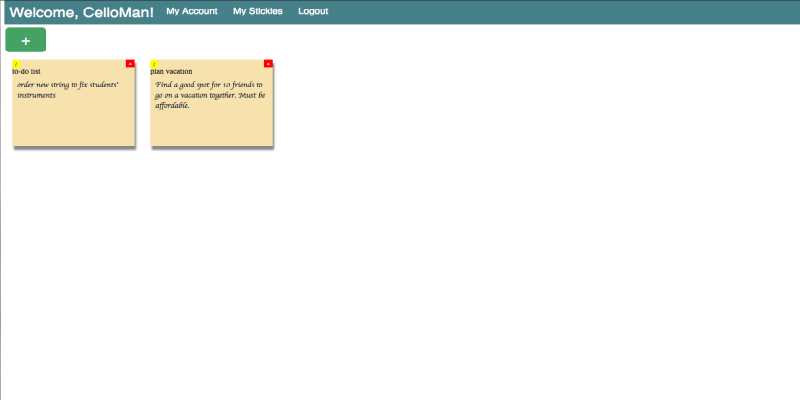 Welcome, CelloMan! My Account My Stickies Logout
+
to-do list
order new string to fix students'
instruments
plan vacation
Find a good spot for 10 friends to
go on a vacation together. Must be
affordable.